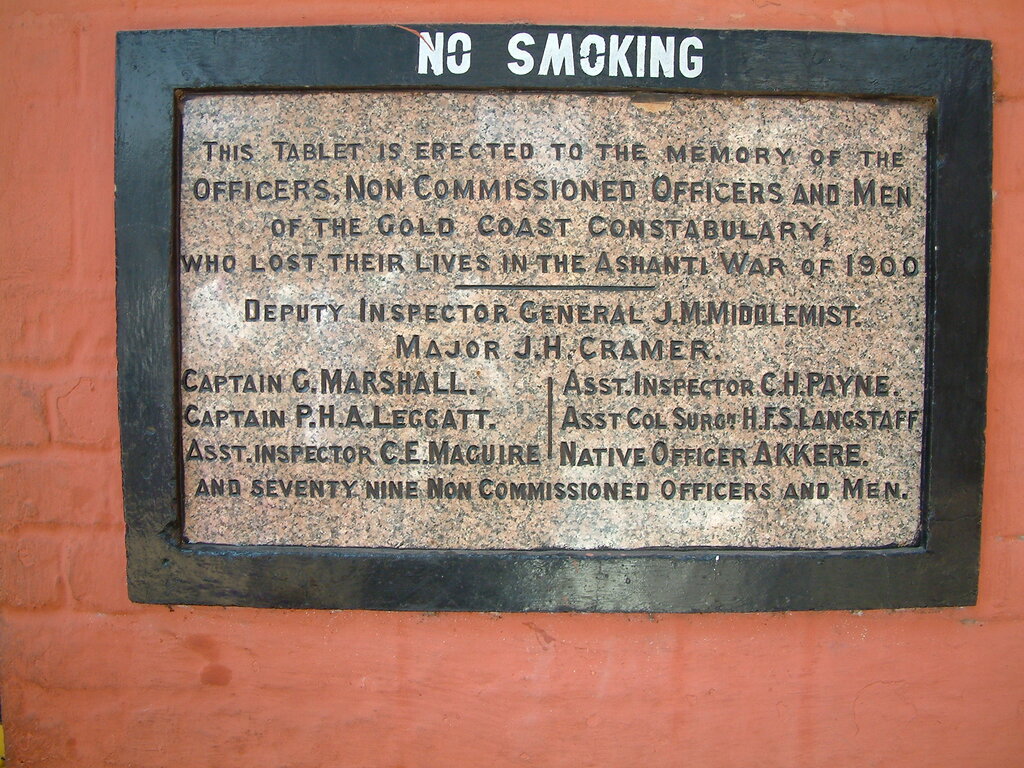 NO SMOKING
THIS TABLET IS ERECTED TO THE MEMORY OF THE
OFFICERS, NON COMMISSIONED OFFICERS AND MEN
OF THE GOLD COAST CONSTABULARY,
WHO LOST THEIR LIVES IN THE ASHANTI WAR OF 1900
DEPUTY INSPECTOR GENERAL J.M.MIDDLEMIST.
MAJOR J.H.CRAMER.
CAPTAIN G.MARSHALL. ASST.INSPECTOR C.H.PAYNE.
CAPTAIN P.H.A.LEGGATT. ASST COL SURGN H.F.S.LANGSTAFF
ASST.INSPECTOR C.E.MAGUIRE NATIVE OFFICER AKKERE.
AND SEVENTY NINE NON COMMISSIONED OFFICERS AND MEN.